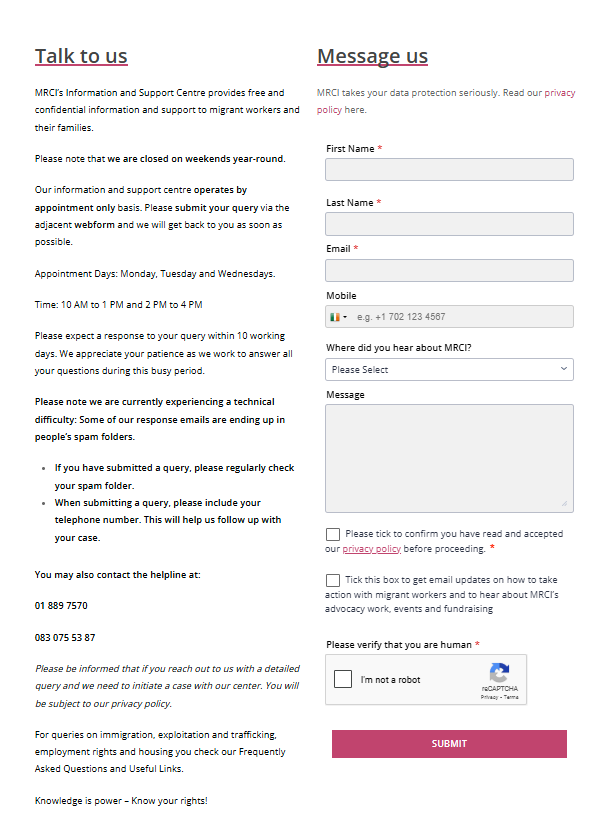 Talk to us
MRCI's Information and Support Centre provides free and
confidential information and support to migrant workers and
their families.
Please note that we are closed on weekends year-round.
Our information and support centre operates by
appointment only basis. Please submit your query via the
adjacent webform and we will get back to you as soon as
possible.
Appointment Days: Monday, Tuesday and Wednesdays.
Time: 10 AM to 1 PM and 2 PM to 4 PM
Please expect a response to your query within 10 working
days. We appreciate your patience as we work to answer all
your questions during this busy period.
Please note we are currently experiencing a technical
difficulty: Some of our response emails are ending up in
people's spam folders.
• If you have submitted a query, please regularly check
your spam folder.
• When submitting a query, please include your
telephone number. This will help us follow up with
your case.
You may also contact the helpline at:
01 889 7570
083 075 53 87
Please be informed that if you reach out to us with a detailed
query and we need to initiate a case with our center. You will
be subject to our privacy policy.
For queries on immigration, exploitation and trafficking,
employment rights and housing you check our Frequently
Asked Questions and Useful Links.
Knowledge is power – Know your rights!
Message us
MRCI takes your data protection seriously. Read our privacy
policy here.
First Name *
Last Name *
Email *
Mobile
e.g. +1 702 123 4567
Where did you hear about MRCI?
Please Select
Message
Please tick to confirm you have read and accepted
our privacy policy before proceeding. *
Tick this box to get email updates on how to take
action with migrant workers and to hear about MRCI's
advocacy work, events and fundraising
Please verify that you are human *
I'm not a robot
reCAPTCHA
Privacy - Terms
SUBMIT